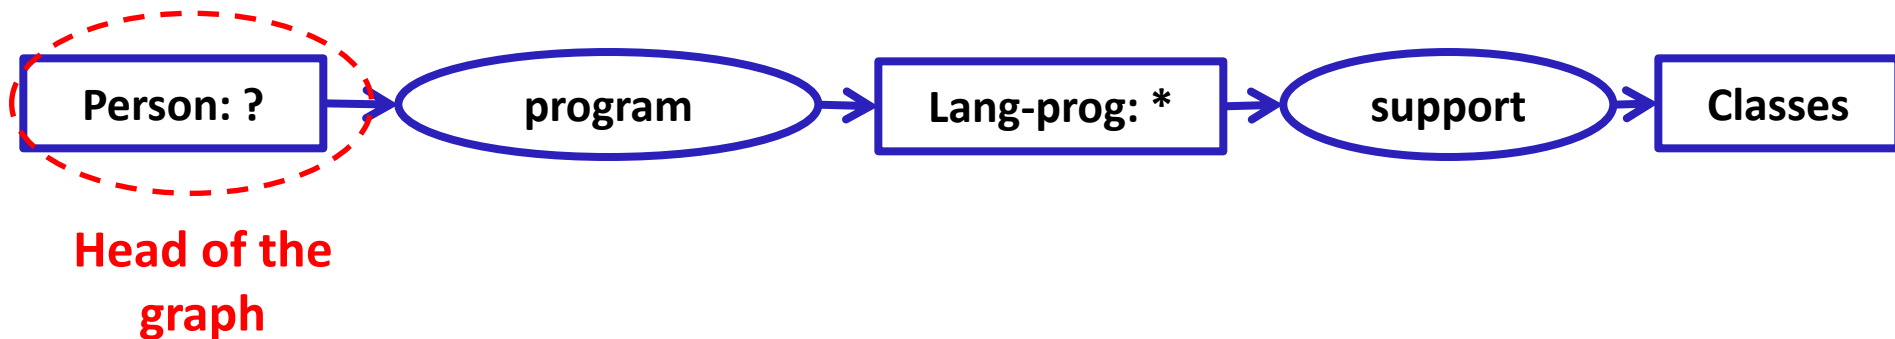 Person: ? program Lang-prog: * support Classes
Head of the
graph